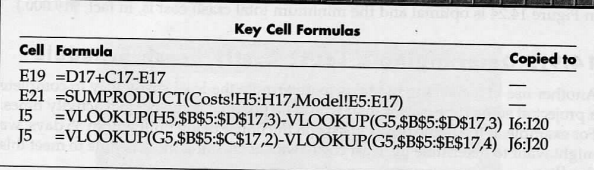 Key Cell Formulas
Cell Formula Copied to
E19 =D17+C17-E17 —
E21 =SUMPRODUCT(Costs!H5:H17,Model!E5:E17) —
I5 =VLOOKUP(H5,$B$5:$D$17,3)-VLOOKUP(G5,$B$5:$D$17,3) I6:I20
J5 =VLOOKUP(G5,$B$5:$C$17,2)-VLOOKUP(G5,$B$5:$E$17,4) J6:J20